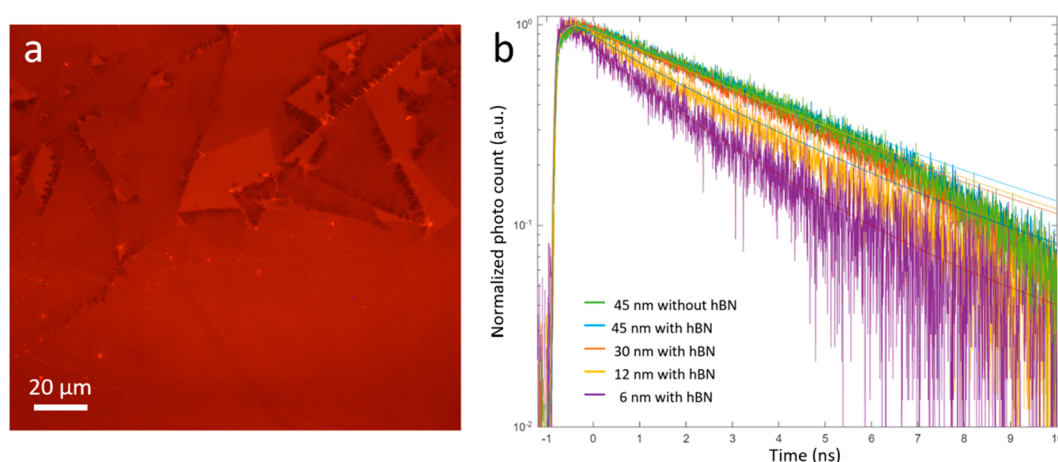 a
20 μm
b
Normalized photo count (a.u.)
10⁰
10⁻¹
10⁻²
45 nm without hBN
45 nm with hBN
30 nm with hBN
12 nm with hBN
6 nm with hBN
-1 0 1 2 3 4 5 6 7 8 9 10
Time (ns)